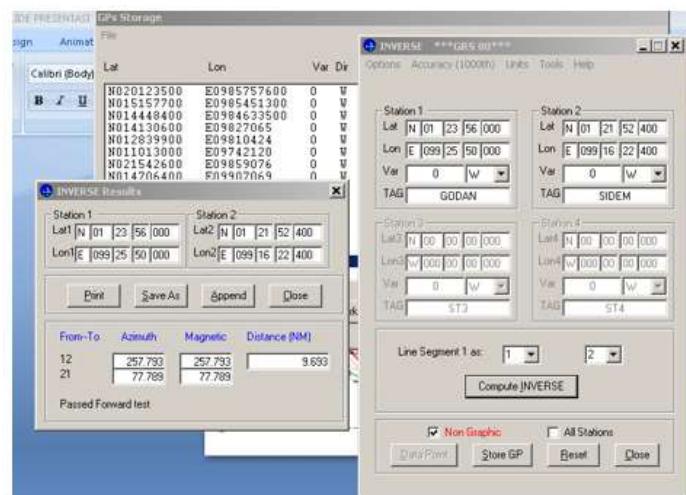 IDE PRESENTASI
sign Animat
Calibri (Body)
B I U
GPs Storage
File
Lat Lon Var Dir
N020123500 E0985757600 0 W
N015157700 E0985451300 0 W
N014448400 E0984633500 0 W
N014130600 E09827065 0 W
N012839900 E09810424 0 W
N011013000 E09742120 0 W
N021542600 E09859076 0 W
N014706400 E09907069 0 W
INVERSE Results
Station 1 Station 2
Lat1 N 01 23 56 000 Lat2 N 01 21 52 400
Lon1 E 099 25 50 000 Lon2 E 099 16 22 400
Print Save As Append Close
From--To Azimuth Magnetic Distance (NM)
12 257.793 257.793 9.693
21 77.789 77.789
Passed Forward test
INVERSE ***GRS 80***
Options Accuracy (1000th) Units Tools Help
Station 1 Station 2
Lat N 01 23 56 000 Lat N 01 21 52 400
Lon E 099 25 50 000 Lon E 099 16 22 400
Var 0 W Var 0 W
TAG GODAN TAG SIDEM
Station 3 Station 4
Lat3 N 00 00 00 000 Lat4 N 00 00 00 000
Lon3 W 000 00 00 000 Lon4 W 000 00 00 000
Var 0 W Var 0 W
TAG ST3 TAG ST4
Line Segment 1 as: 1 2
Compute INVERSE
Non Graphic All Stations
Data Point Store GP Reset Close